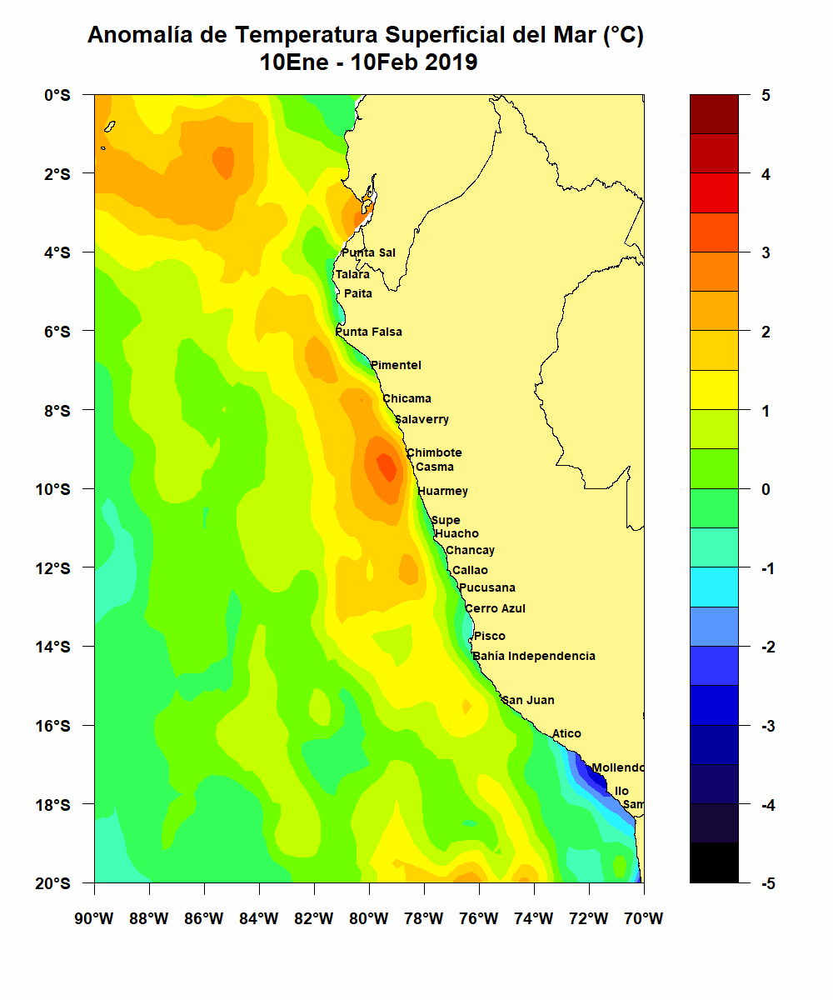 Anomalía de Temperatura Superficial del Mar (°C)
10Ene - 10Feb 2019
0°S
2°S
4°S
6°S
8°S
10°S
12°S
14°S
16°S
18°S
20°S
Punta Sal
Talara
Paita
Punta Falsa
Pimentel
Chicama
Salaverry
Chimbote
Casma
Huarmey
Supe
Huacho
Chancay
Callao
Pucusana
Cerro Azul
Pisco
Bahía Independencia
San Juan
Atico
Mollendo
Ilo
Sam
5
4
3
2
1
0
-1
-2
-3
-4
-5
90°W 88°W 86°W 84°W 82°W 80°W 78°W 76°W 74°W 72°W 70°W